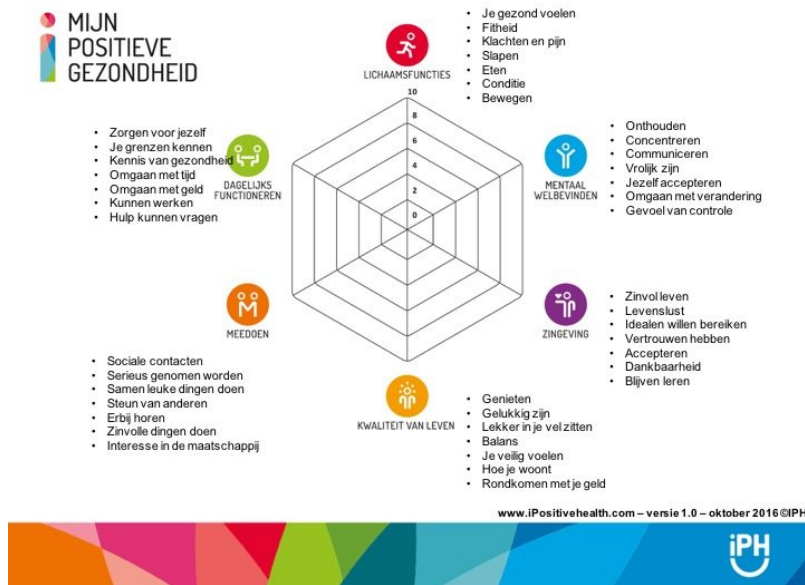 MIJN
POSITIEVE
GEZONDHEID
• Je gezond voelen
• Fitheid
• Klachten en pijn
• Slapen
• Eten
• Conditie
• Bewegen
LICHAAMSFUNCTIES
10
8
6
4
2
0
• Onthouden
• Concentreren
• Communiceren
• Vrolijk zijn
• Jezelf accepteren
• Omgaan met verandering
• Gevoel van controle
MENTAAL
WELBEVINDEN
• Zinvol leven
• Levenslust
• Idealen willen bereiken
• Vertrouwen hebben
• Accepteren
• Dankbaarheid
• Blijven leren
ZINGEVING
• Genieten
• Gelukkig zijn
• Lekker in je vel zitten
• Balans
• Je veilig voelen
• Hoe je woont
• Rondkomen met je geld
KWALITEIT VAN LEVEN
• Sociale contacten
• Serieus genomen worden
• Samen leuke dingen doen
• Steun van anderen
• Erbij horen
• Zinvolle dingen doen
• Interesse in de maatschappij
MEEDOEN
• Zorgen voor jezelf
• Je grenzen kennen
• Kennis van gezondheid
• Omgaan met tijd
• Omgaan met geld
• Kunnen werken
• Hulp kunnen vragen
DAGELIJKS
FUNCTIONEREN
www.iPositivehealth.com – versie 1.0 – oktober 2016 ©IPH
iPH